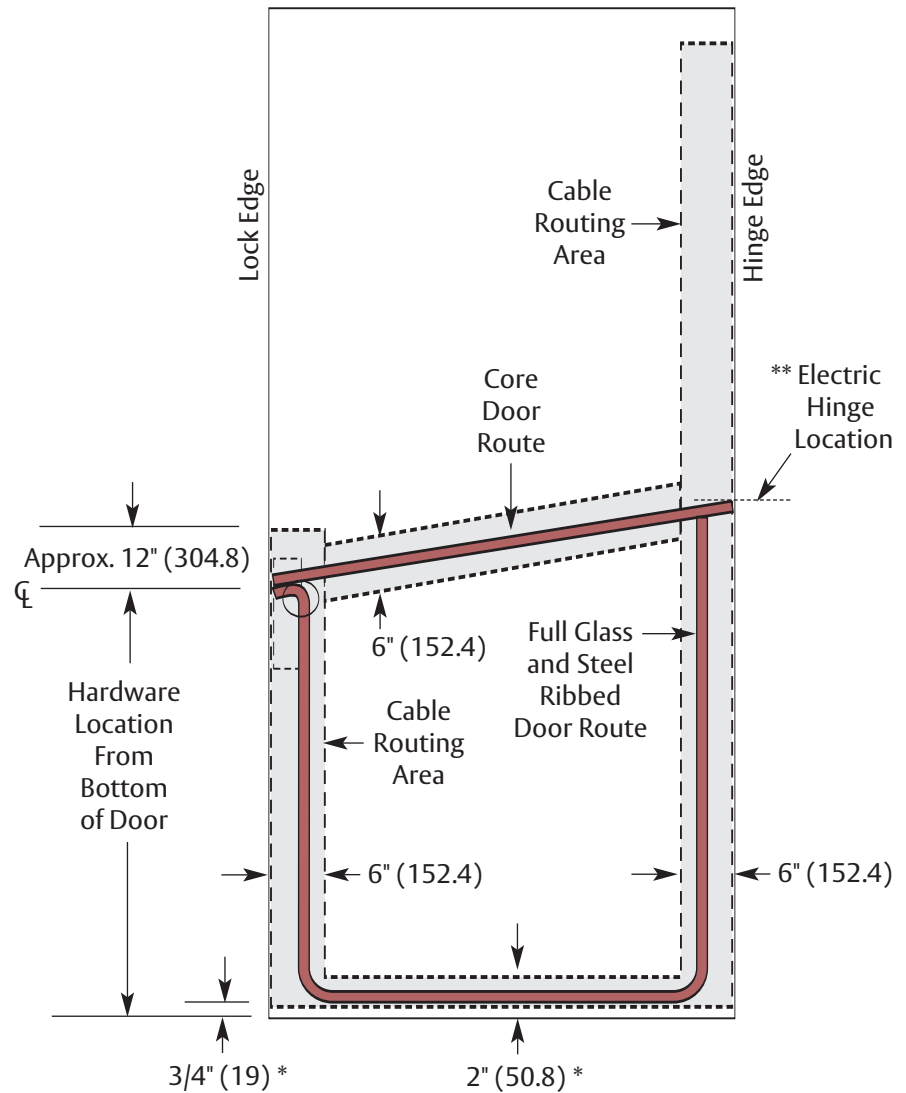 Lock Edge
Hinge Edge
Cable
Routing
Area
** Electric
Hinge
Location
Core
Door
Route
Approx. 12" (304.8)
℄
6" (152.4)
Full Glass
and Steel
Ribbed
Door Route
Hardware
Location
From
Bottom
of Door
Cable
Routing
Area
6" (152.4)
6" (152.4)
3/4" (19) *
2" (50.8) *